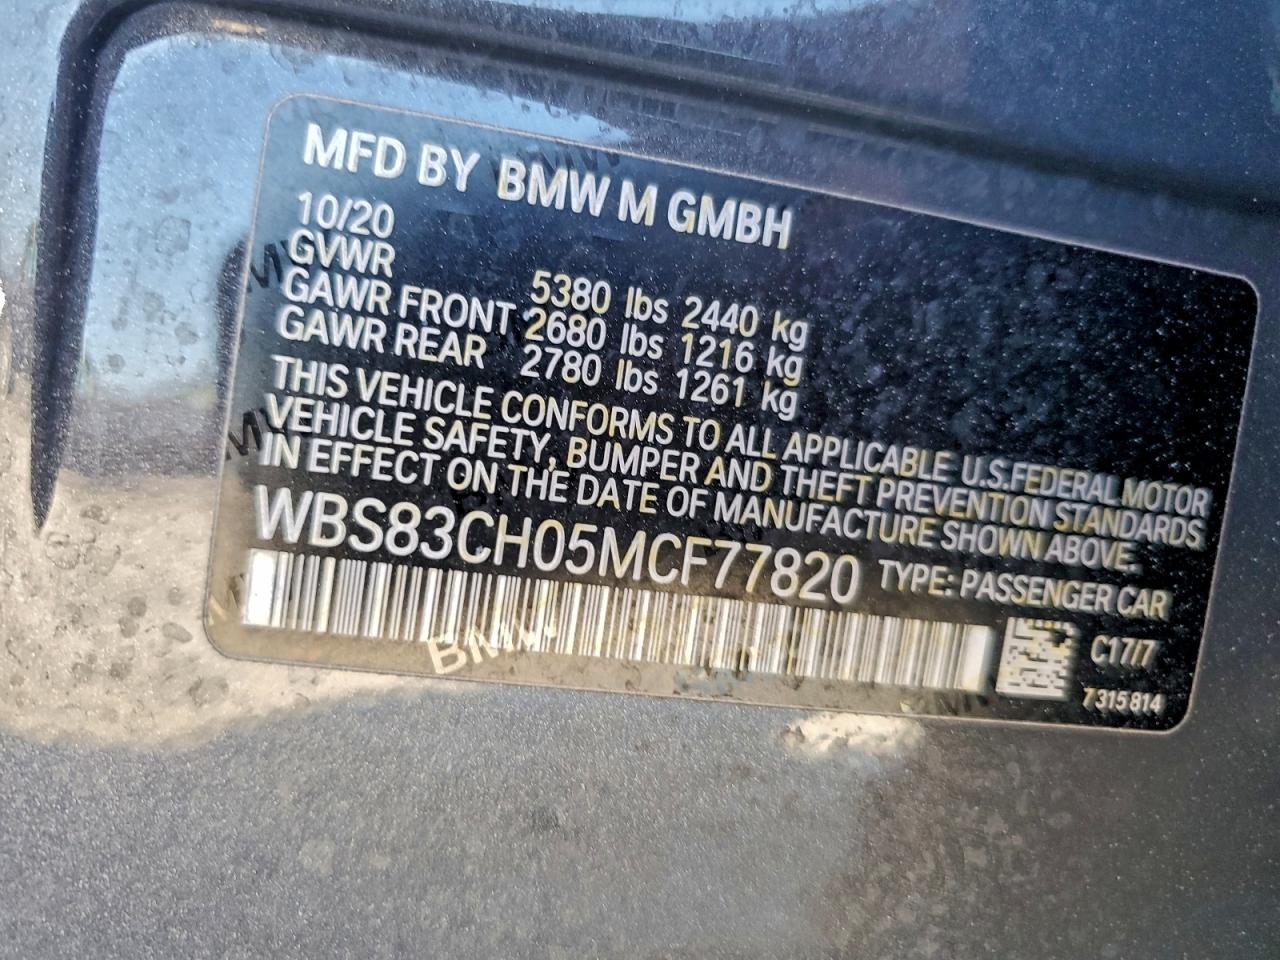 MFD BY BMW M GMBH
10/20
GVWR 5380 lbs 2440 kg
GAWR FRONT 2680 lbs 1216 kg
GAWR REAR 2780 lbs 1261 kg
THIS VEHICLE CONFORMS TO ALL APPLICABLE U.S.FEDERAL MOTOR
VEHICLE SAFETY, BUMPER AND THEFT PREVENTION STANDARDS
IN EFFECT ON THE DATE OF MANUFACTURE SHOWN ABOVE.
WBS83CH05MCF77820 TYPE: PASSENGER CAR
BMW
C17/7
7 315 814